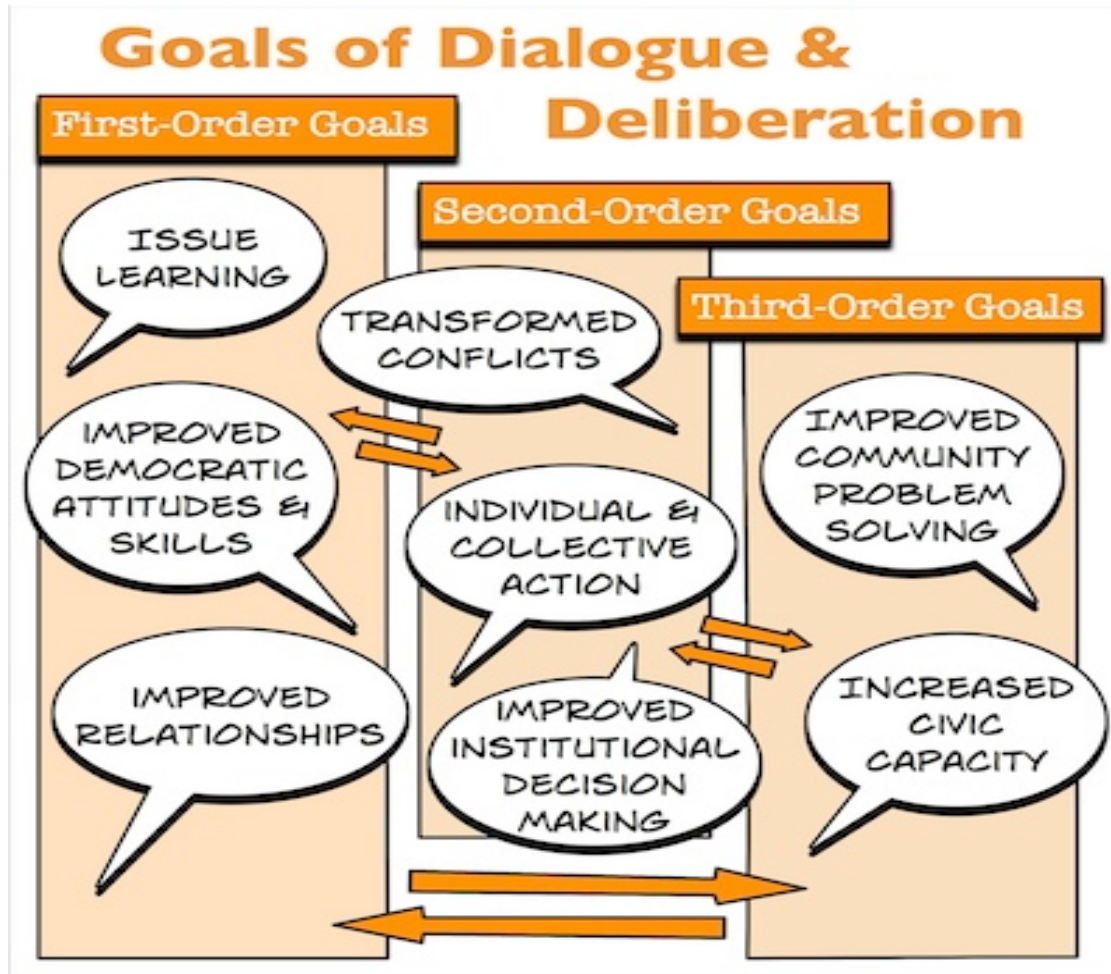 Goals of Dialogue &
Deliberation
First-Order Goals
ISSUE
LEARNING
IMPROVED
DEMOCRATIC
ATTITUDES &
SKILLS
IMPROVED
RELATIONSHIPS
Second-Order Goals
TRANSFORMED
CONFLICTS
INDIVIDUAL &
COLLECTIVE
ACTION
IMPROVED
INSTITUTIONAL
DECISION
MAKING
Third-Order Goals
IMPROVED
COMMUNITY
PROBLEM
SOLVING
INCREASED
CIVIC
CAPACITY